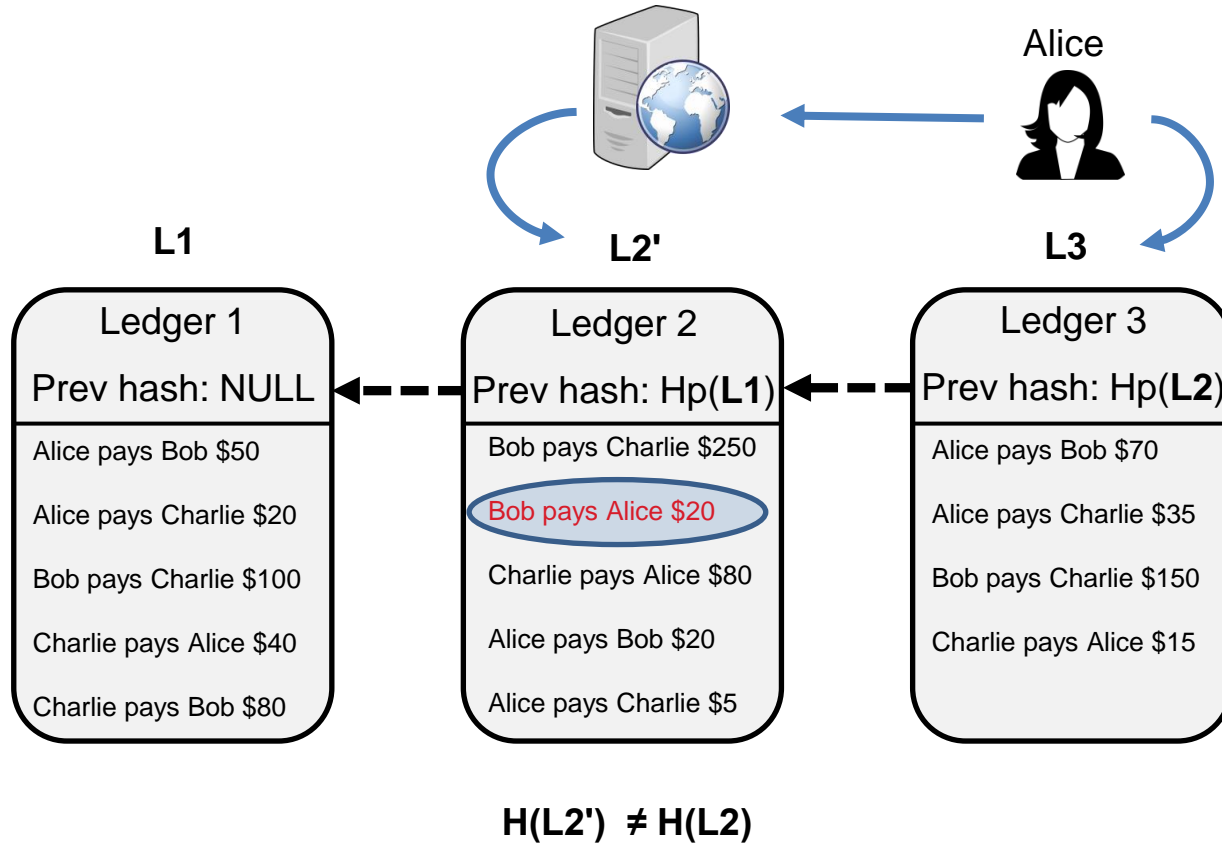 Alice
L1
L2'
L3
Ledger 1
Prev hash: NULL
Alice pays Bob $50
Alice pays Charlie $20
Bob pays Charlie $100
Charlie pays Alice $40
Charlie pays Bob $80
Ledger 2
Prev hash: Hp(L1)
Bob pays Charlie $250
Bob pays Alice $20
Charlie pays Alice $80
Alice pays Bob $20
Alice pays Charlie $5
Ledger 3
Prev hash: Hp(L2)
Alice pays Bob $70
Alice pays Charlie $35
Bob pays Charlie $150
Charlie pays Alice $15
H(L2') ≠ H(L2)